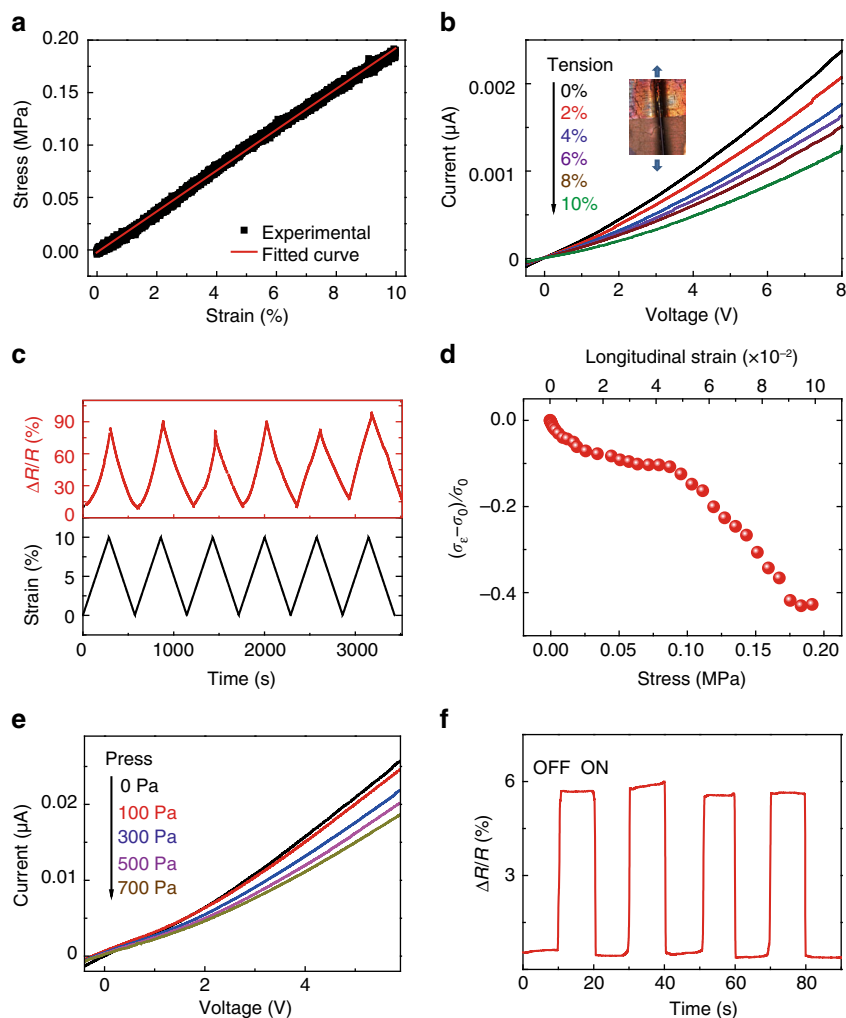 a
0.20
0.15
0.10
0.05
0.00
Stress (MPa)
Experimental
Fitted curve
0 2 4 6 8 10
Strain (%)
b
Tension
0%
2%
4%
6%
8%
10%
0.002
0.001
0
Current (μA)
0 2 4 6 8
Voltage (V)
c
90
60
30
0
ΔR/R (%)
10
5
0
Strain (%)
0 1000 2000 3000
Time (s)
d
Longitudinal strain (×10⁻²)
0 2 4 6 8 10
0.0
−0.2
−0.4
(σε−σ0)/σ0
0.00 0.05 0.10 0.15 0.20
Stress (MPa)
e
Press
0 Pa
100 Pa
300 Pa
500 Pa
700 Pa
0.02
0.01
0
Current (μA)
0 2 4
Voltage (V)
f
OFF ON
6
3
ΔR/R (%)
0 20 40 60 80
Time (s)